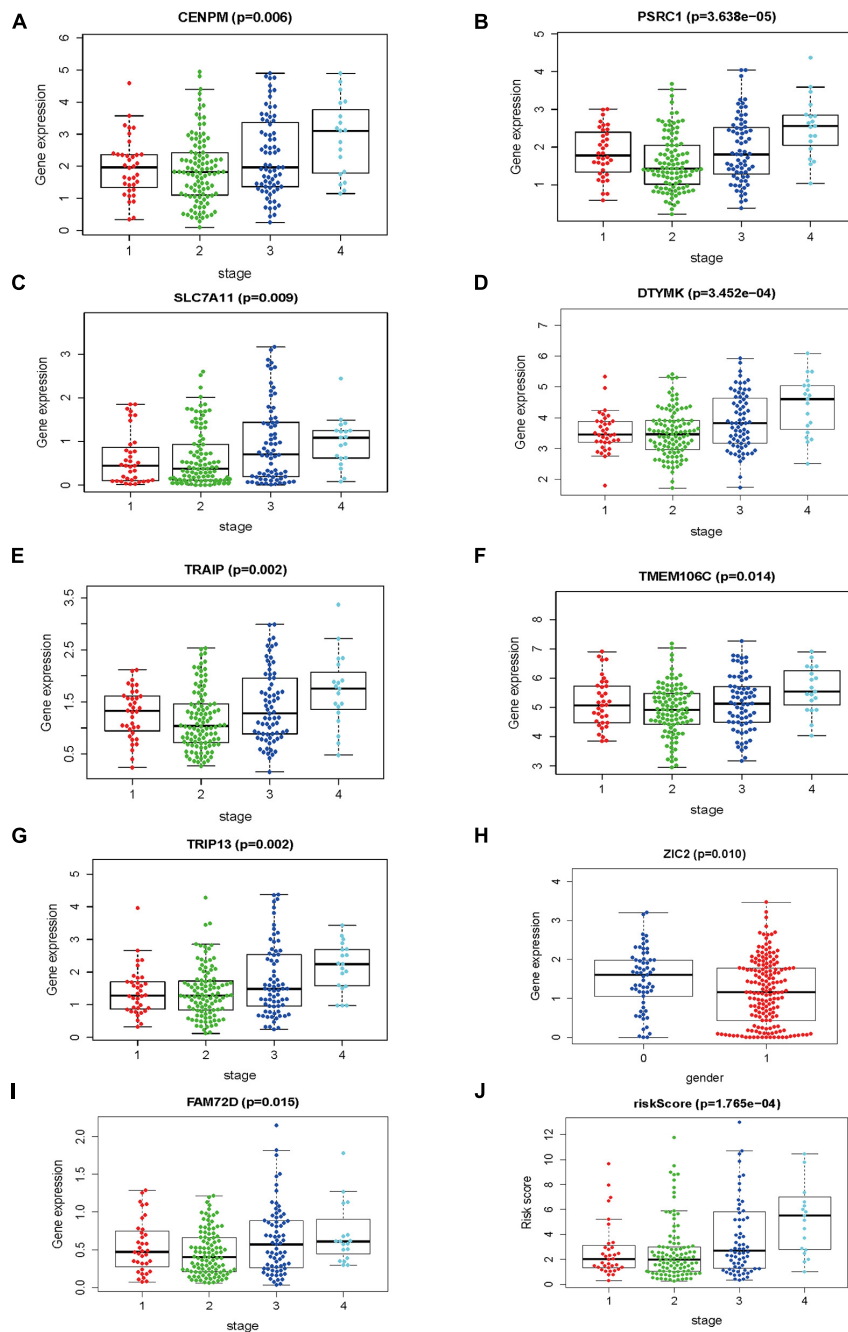 A
CENPM (p=0.006)
Gene expression
6
5
4
3
2
1
0
1 2 3 4
stage
B
PSRC1 (p=3.638e−05)
Gene expression
5
4
3
2
1
1 2 3 4
stage
C
SLC7A11 (p=0.009)
Gene expression
3
2
1
0
1 2 3 4
stage
D
DTYMK (p=3.452e−04)
Gene expression
7
6
5
4
3
2
1 2 3 4
stage
E
TRAIP (p=0.002)
Gene expression
3.5
2.5
1.5
0.5
1 2 3 4
stage
F
TMEM106C (p=0.014)
Gene expression
8
7
6
5
4
3
1 2 3 4
stage
G
TRIP13 (p=0.002)
Gene expression
5
4
3
2
1
0
1 2 3 4
stage
H
ZIC2 (p=0.010)
Gene expression
4
3
2
1
0
0 1
gender
I
FAM72D (p=0.015)
Gene expression
2.0
1.5
1.0
0.5
0.0
1 2 3 4
stage
J
riskScore (p=1.765e−04)
Risk score
12
10
8
6
4
2
0
1 2 3 4
stage